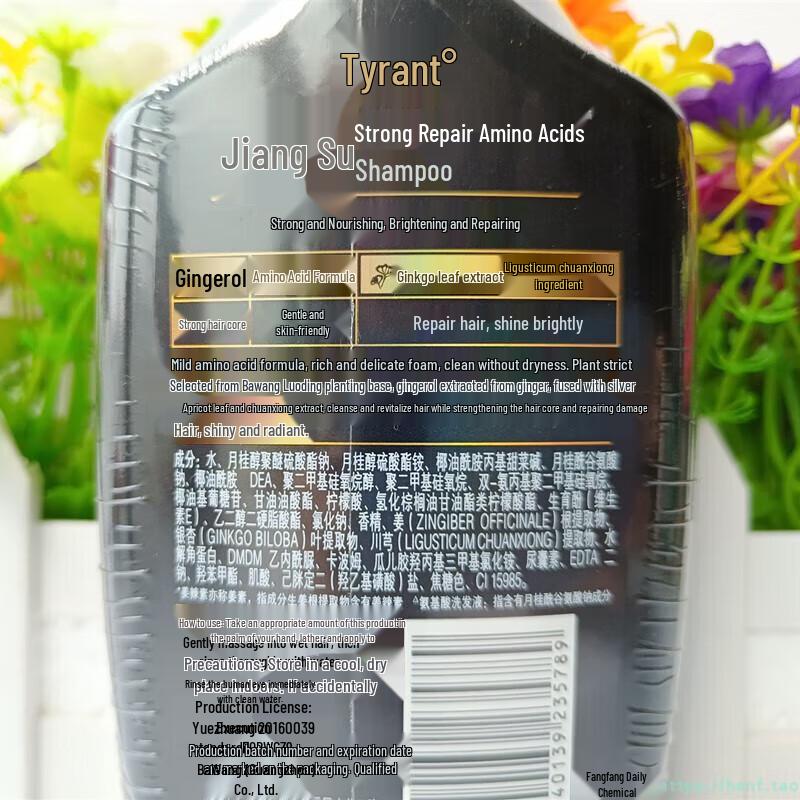 Tyrant°
Jiang Su Strong Repair Amino Acids
Shampoo
Strong and Nourishing, Brightening and Repairing
Gingerol Amino Acid Formula Ginkgo leaf extract Ligusticum chuanxiong
Ingredient
Strong hair core Gentle and
skin-friendly Repair hair, shine brightly
Mild amino acid formula, rich and delicate foam, clean without dryness. Plant strict
Selected from Bawang Luoding planting base, gingerol extracted from ginger, fused with silver
Apricot leaf and chuanxiong extract, cleanse and revitalize hair while strengthening the hair core and repairing damage
Hair, shiny and radiant.
成分：水、月桂醇聚醚硫酸酯钠、月桂醇硫酸酯铵、椰油酰胺丙基甜菜碱、月桂酰谷氨酸
钠、椰油酰胺 DEA、聚二甲基硅氧烷醇、聚二甲基硅氧烷、双-氨丙基聚二甲基硅氧烷、
椰油基葡糖苷、甘油油酸酯、柠檬酸、氢化棕榈油甘油酯类柠檬酸酯、生育酚（维生
素E）、乙二醇二硬脂酸酯、氯化钠、香精、姜（ZINGIBER OFFICINALE）根提取物、
银杏（GINKGO BILOBA）叶提取物、川芎（LIGUSTICUM CHUANXIONG）提取物、水
解角蛋白、DMDM 乙内酰脲、卡波姆、瓜儿胶羟丙基三甲基氯化铵、尿囊素、EDTA 二
钠、羟苯甲酯、肌酸、己脒定二（羟乙基磺酸）盐、焦糖色、CI 15985。
How to use: Take an appropriate amount of this product in
the palm of your hand, lather, and apply to
Gently massage into wet hair, then
Precautions: Store in a cool, dry
place indoors, if accidentally
with clean water.
Production License:
20160039
Production batch number and expiration date
packaging. Qualified
Co., Ltd.
Fangfang Daily
Chemical
40139 235789